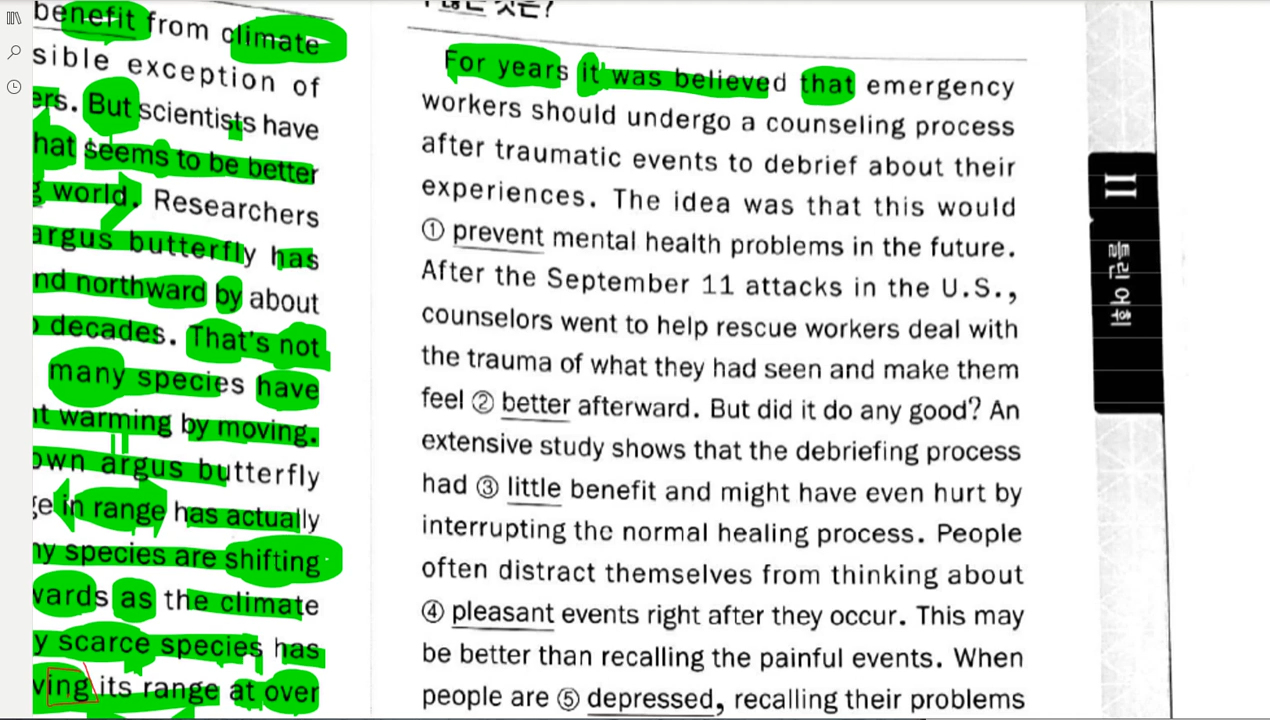 benefit from climate
sible exception of
ers. But scientists have
hat seems to be better
g world. Researchers
argus butterfly has
nd northward by about
decades. That's not
many species have
warming by moving.
own argus butterfly
in range has actually
species are shifting
wards as the climate
y scarce species has
ving its range at over
것은?
For years it was believed that emergency
workers should undergo a counseling process
after traumatic events to debrief about their
experiences. The idea was that this would
① prevent mental health problems in the future.
After the September 11 attacks in the U.S.,
counselors went to help rescue workers deal with
the trauma of what they had seen and make them
feel ② better afterward. But did it do any good? An
extensive study shows that the debriefing process
had ③ little benefit and might have even hurt by
interrupting the normal healing process. People
often distract themselves from thinking about
④ pleasant events right after they occur. This may
be better than recalling the painful events. When
people are ⑤ depressed, recalling their problems
II
틀린 어휘